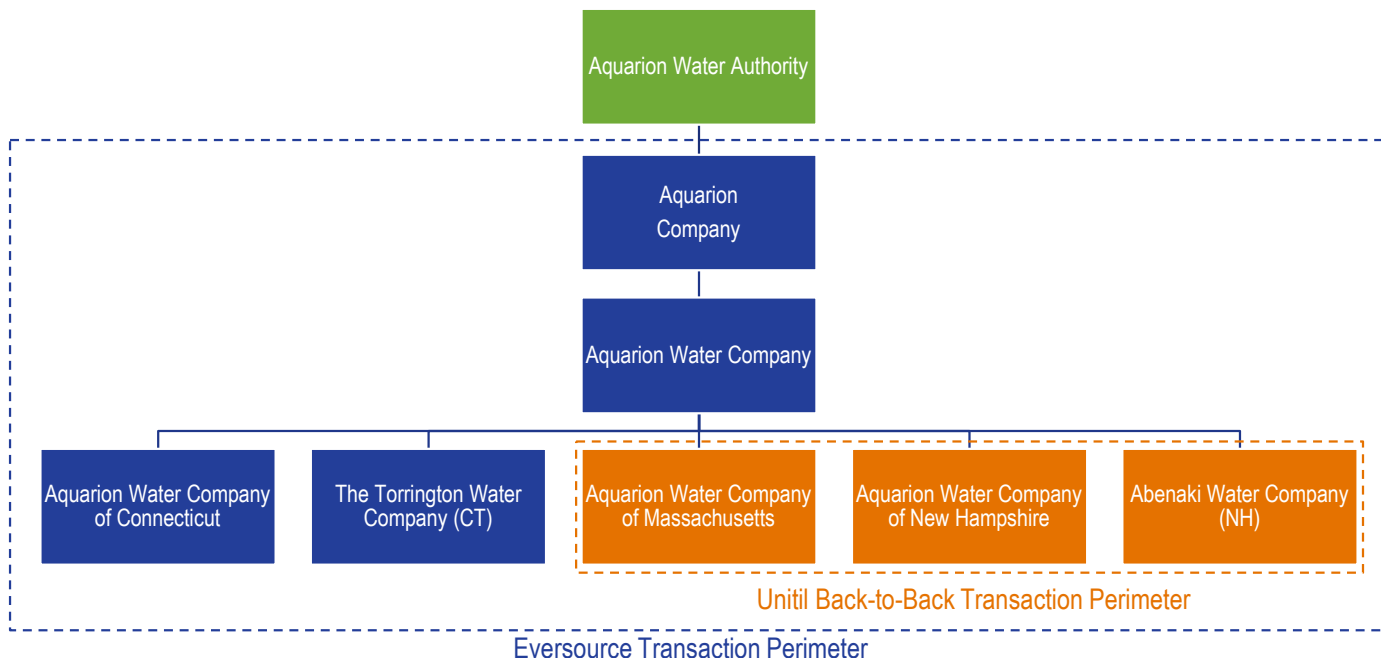 Aquarion Water Authority
Aquarion
Company
Aquarion Water Company
Aquarion Water Company
of Connecticut
The Torrington Water
Company (CT)
Aquarion Water Company
of Massachusetts
Aquarion Water Company
of New Hampshire
Abenaki Water Company
(NH)
Unitil Back-to-Back Transaction Perimeter
Eversource Transaction Perimeter